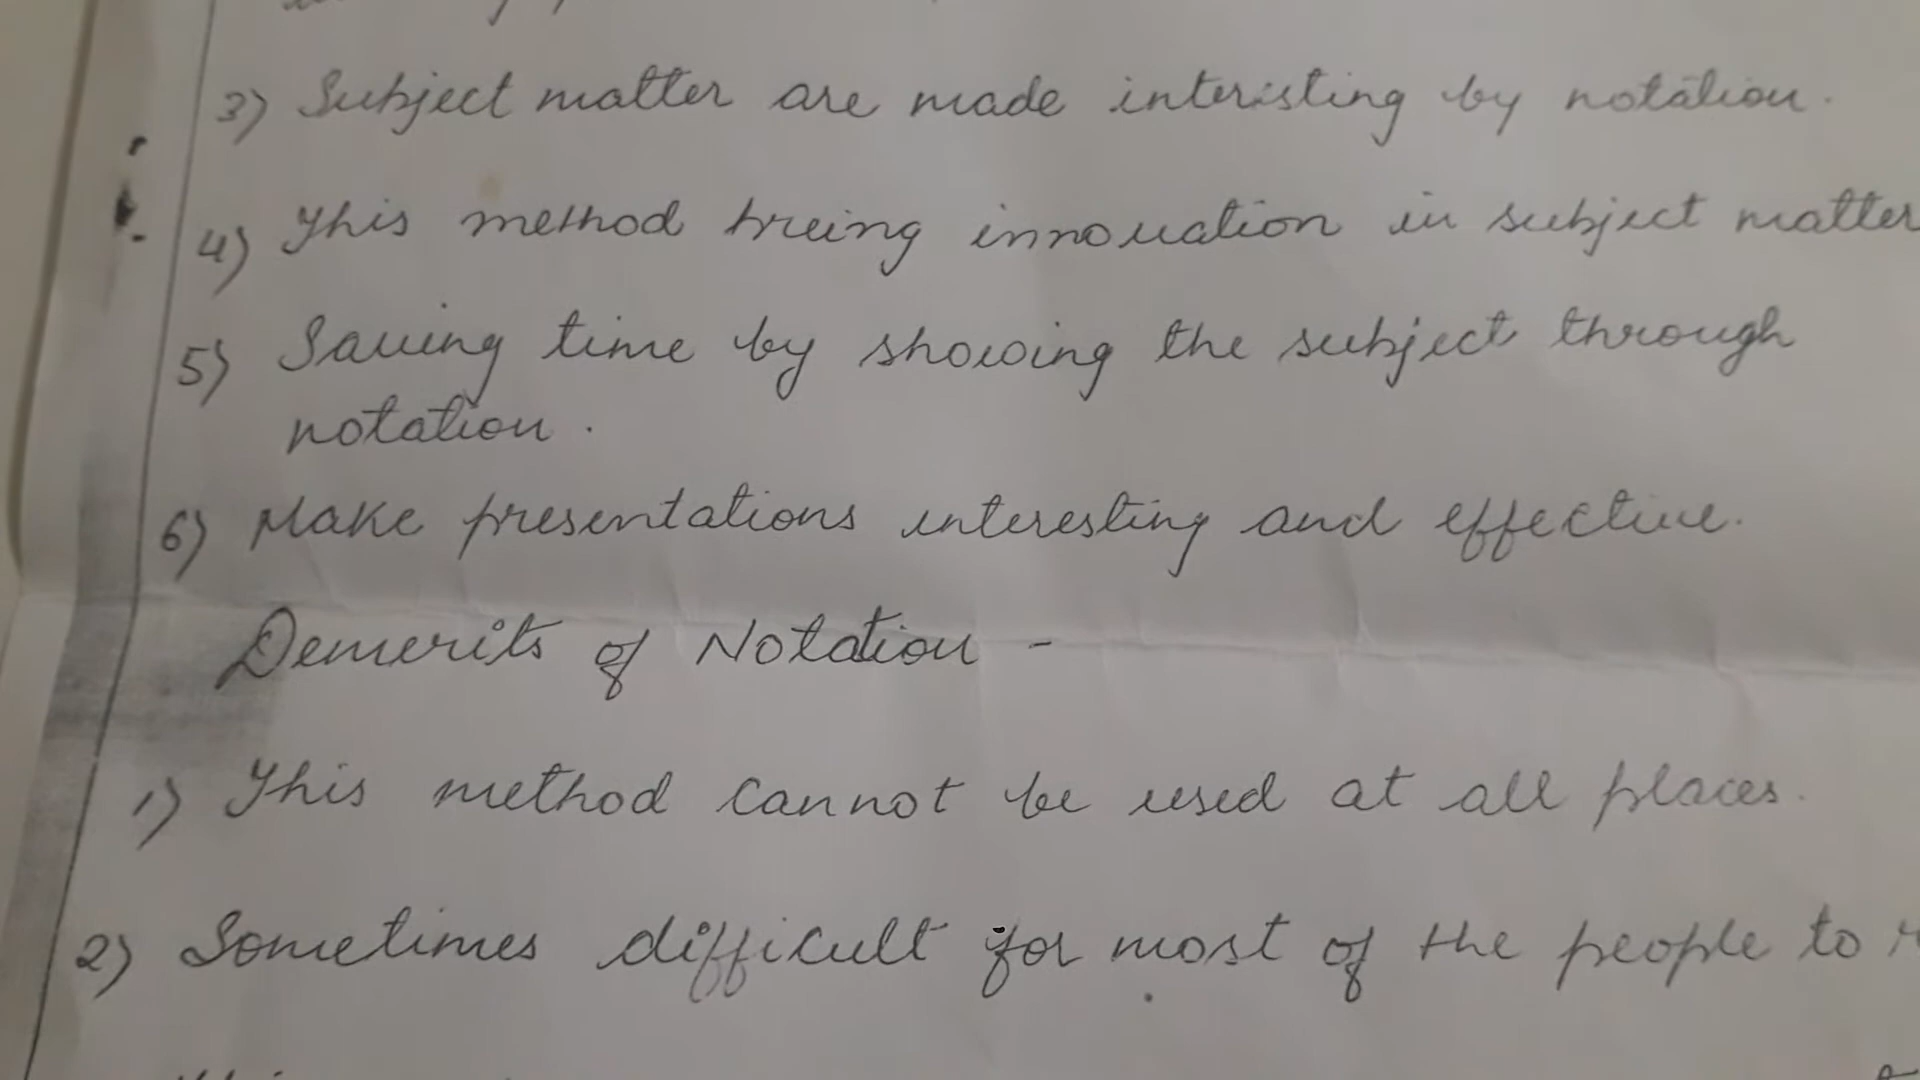 3) Subject matter are made interesting by notation.
4) This method bring innovation in subject matter
5) Saving time by showing the subject through
notation.
6) Make presentations interesting and effective.
Demerits of Notation -
1) This method cannot be used at all places.
2) Sometimes difficult for most of the people to